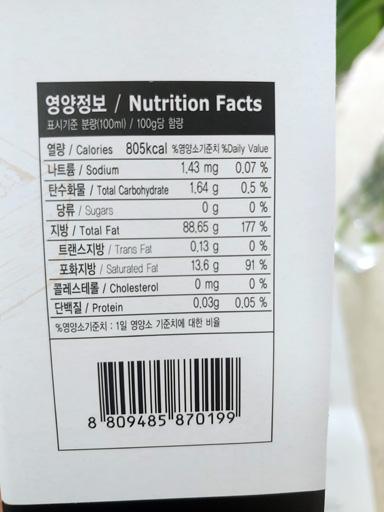 영양정보 / Nutrition Facts
표시기준 분량(100ml) / 100g당 함량
열량 / Calories 805kcal %영양소기준치 %Daily Value
나트륨 / Sodium 1,43 mg 0,07 %
탄수화물 / Total Carbohydrate 1,64 g 0,5 %
당류 / Sugars 0 g 0 %
지방 / Total Fat 88,65 g 177 %
트랜스지방 / Trans Fat 0,13 g 0 %
포화지방 / Saturated Fat 13,6 g 91 %
콜레스테롤 / Cholesterol 0 mg 0 %
단백질 / Protein 0,03g 0,05 %
%영양소기준치 : 1일 영양소 기준치에 대한 비율
8 809485 870199